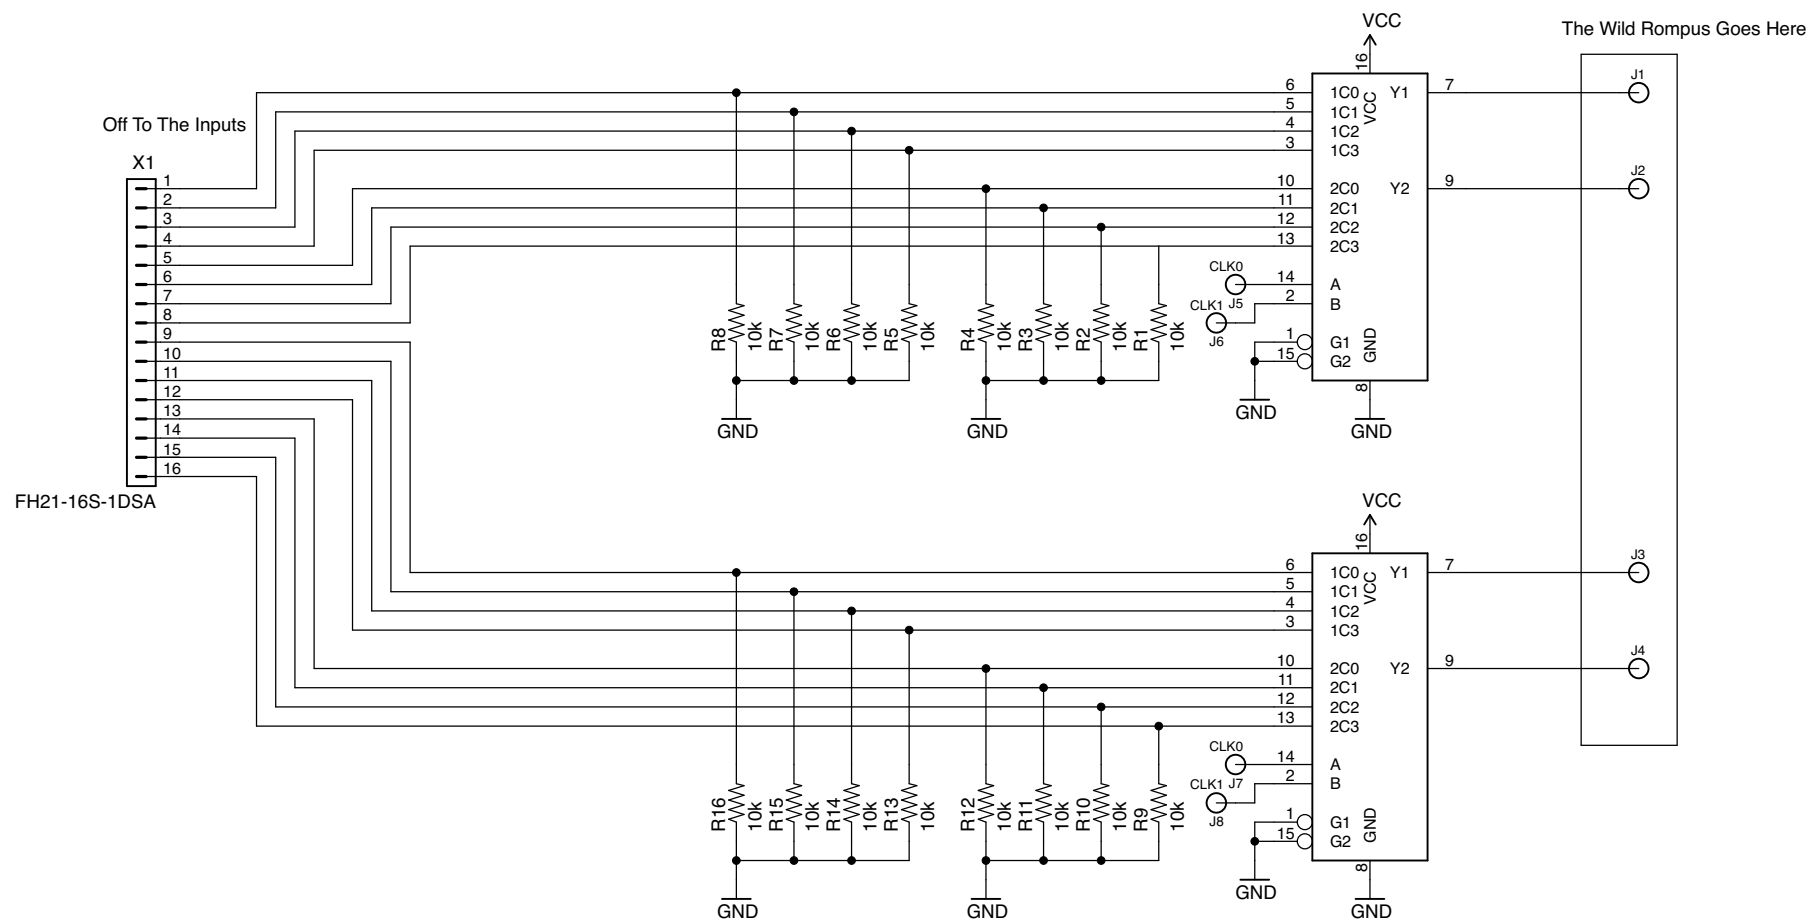 The Wild Rompus Goes Here
Off To The Inputs
X1
1
2
3
4
5
6
7
8
9
10
11
12
13
14
15
16
FH21-16S-1DSA
VCC
16
6 1C0 Y1 7 J1
5 1C1 VCC
4 1C2
3 1C3
10 2C0 Y2 9 J2
11 2C1
12 2C2
13 2C3
CLK0 J5 14 A
CLK1 J6 2 B
1 G1 GND
15 G2
8
GND
GND
R8 10k
R7 10k
R6 10k
R5 10k
R4 10k
R3 10k
R2 10k
R1 10k
GND
GND
VCC
16
6 1C0 Y1 7 J3
5 1C1 VCC
4 1C2
3 1C3
10 2C0 Y2 9 J4
11 2C1
12 2C2
13 2C3
CLK0 J7 14 A
CLK1 J8 2 B
1 G1 GND
15 G2
8
GND
GND
R16 10k
R15 10k
R14 10k
R13 10k
R12 10k
R11 10k
R10 10k
R9 10k
GND
GND